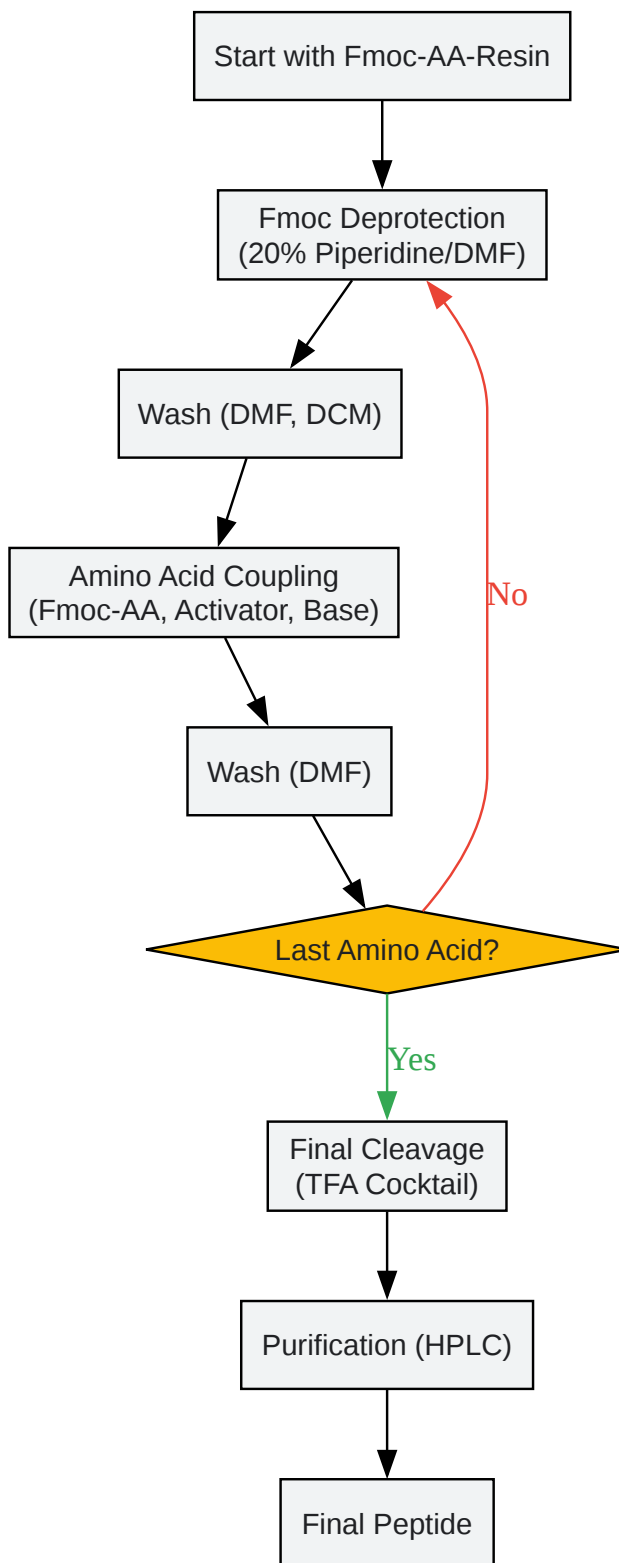 Start with Fmoc-AA-Resin
Fmoc Deprotection
(20% Piperidine/DMF)
Wash (DMF, DCM)
Amino Acid Coupling
(Fmoc-AA, Activator, Base)
No
Wash (DMF)
Last Amino Acid?
Yes
Final Cleavage
(TFA Cocktail)
Purification (HPLC)
Final Peptide